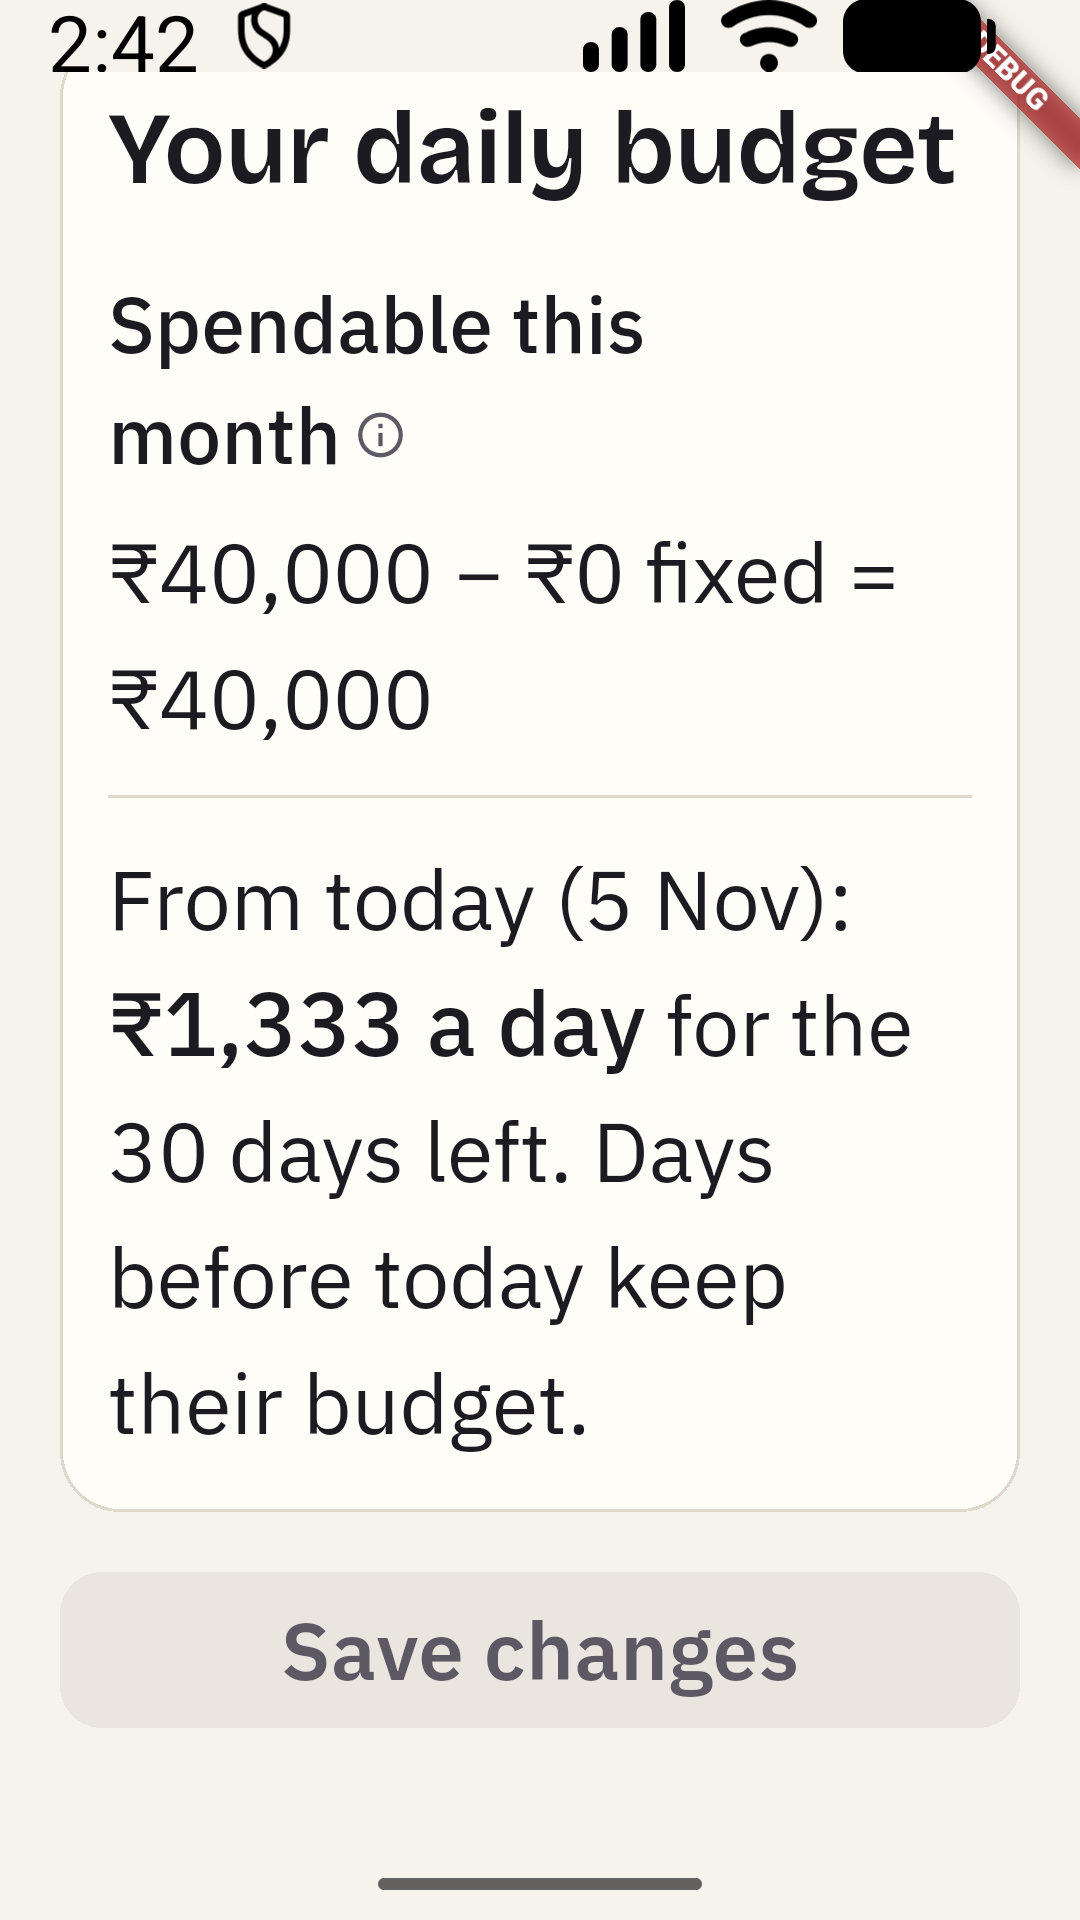 2:42
DEBUG
Your daily budget
Spendable this
month
₹40,000 – ₹0 fixed =
₹40,000
From today (5 Nov):
₹1,333 a day for the
30 days left. Days
before today keep
their budget.
Save changes